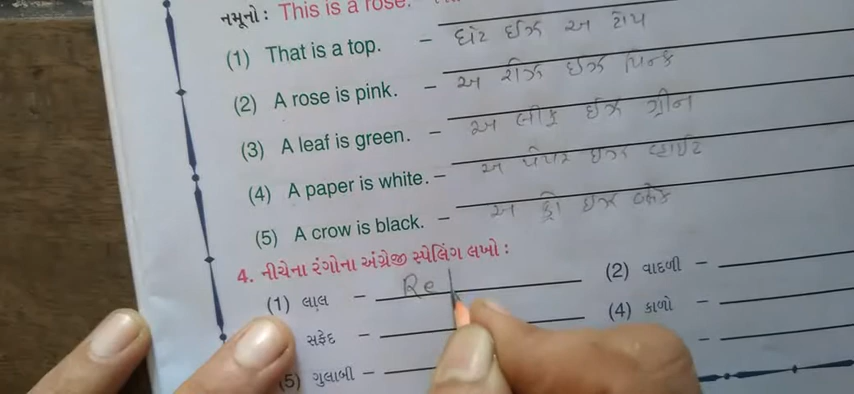 નમૂનો : This is a rose.
(1) That is a top. – ધેટ ઈઝ અ ટોપ
(2) A rose is pink. – અ રોઝ ઈઝ પિન્ક
(3) A leaf is green. – અ લીફ ઈઝ ગ્રીન
(4) A paper is white. – અ પેપર ઇઝ વ્હાઈટ
(5) A crow is black. – અ ક્રો ઇઝ બ્લેક
4. નીચેના રંગોના અંગ્રેજી સ્પેલિંગ લખો :
(1) લાલ – Re (2) વાદળી –
સફેદ – (4) કાળો –
(5) ગુલાબી – –